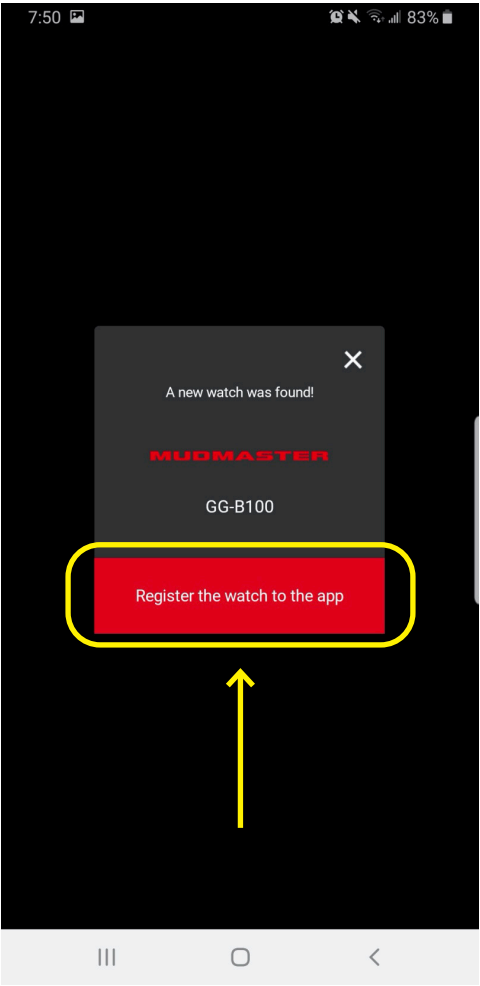 7:50 83%
A new watch was found!
MUDMASTER
GG-B100
Register the watch to the app